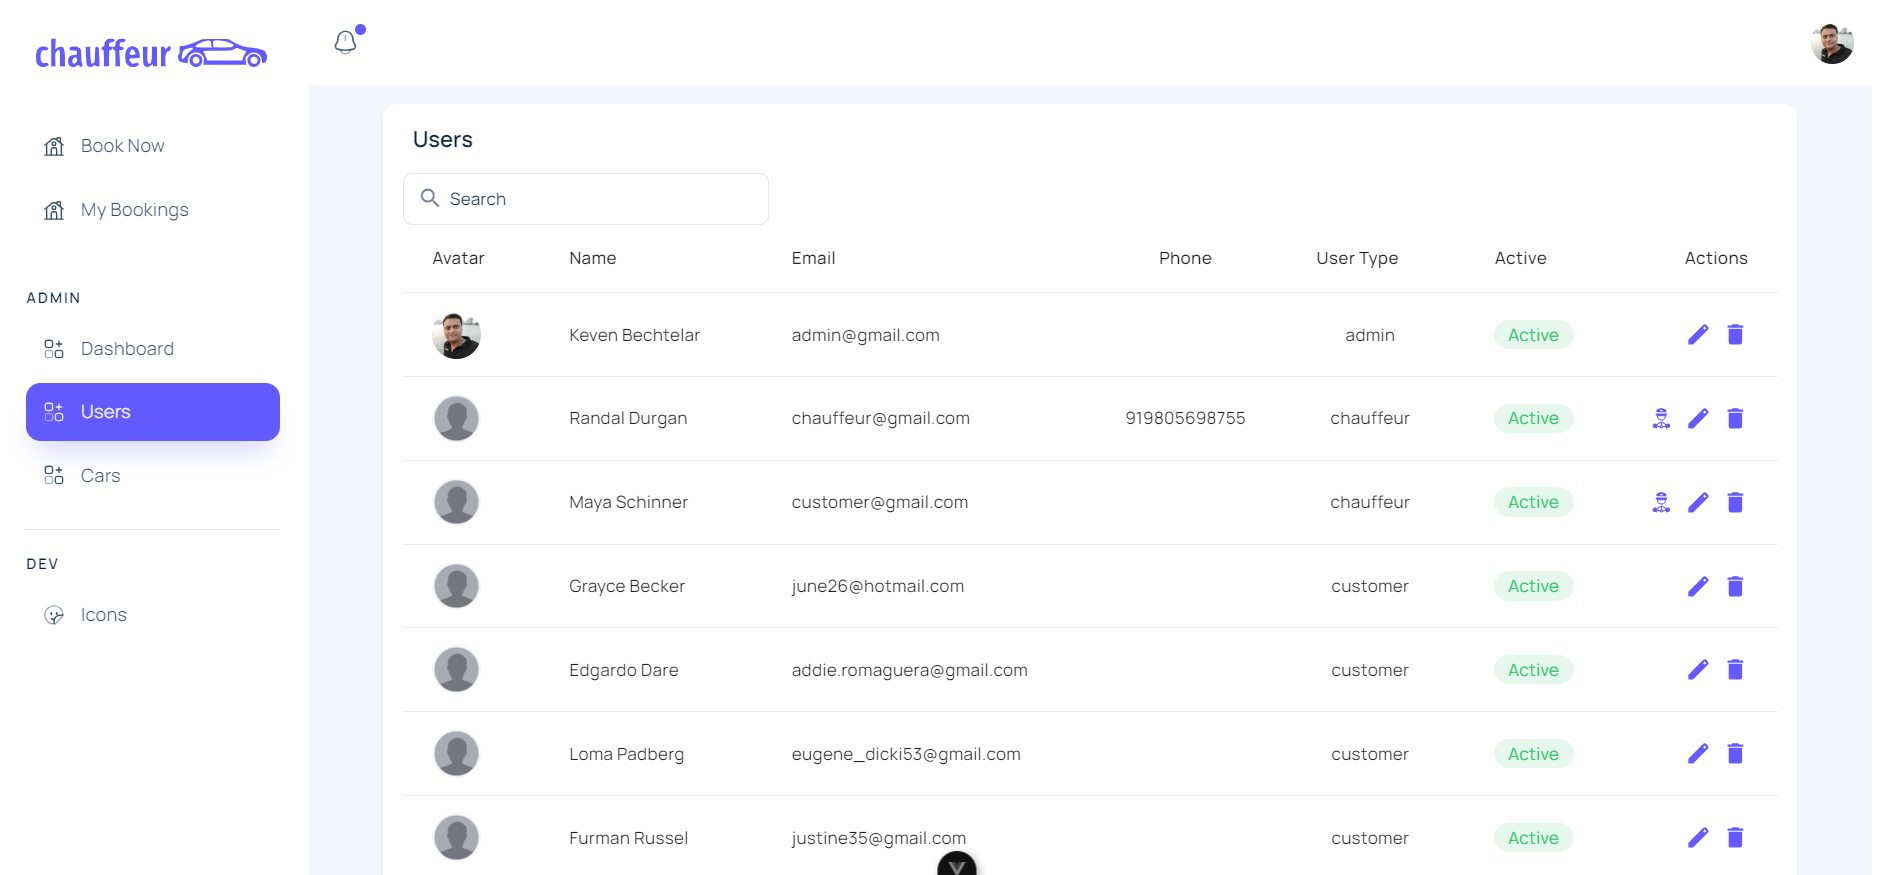 chauffeur
Book Now
My Bookings
ADMIN
Dashboard
Users
Cars
DEV
Icons
Users
Search
Avatar Name Email Phone User Type Active Actions
Keven Bechtelar admin@gmail.com admin Active
Randal Durgan chauffeur@gmail.com 919805698755 chauffeur Active
Maya Schinner customer@gmail.com chauffeur Active
Grayce Becker june26@hotmail.com customer Active
Edgardo Dare addie.romaguera@gmail.com customer Active
Loma Padberg eugene_dicki53@gmail.com customer Active
Furman Russel justine35@gmail.com customer Active